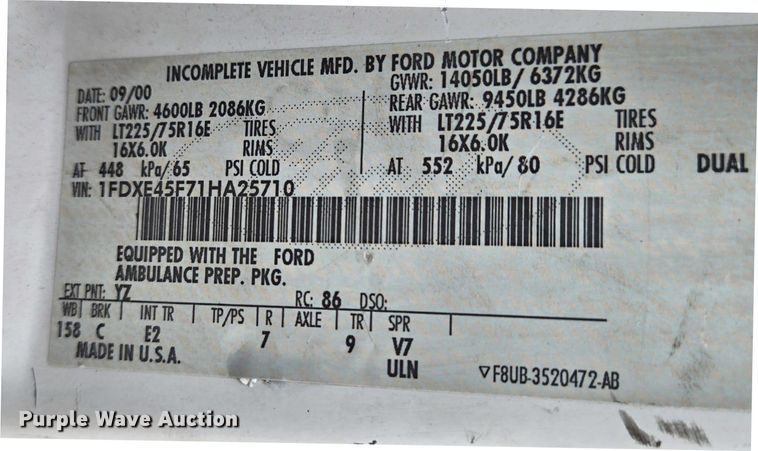 INCOMPLETE VEHICLE MFD. BY FORD MOTOR COMPANY
DATE: 09/00 GVWR: 14050LB/ 6372KG
FRONT GAWR: 4600LB 2086KG REAR GAWR: 9450LB 4286KG
WITH LT225/75R16E TIRES WITH LT225/75R16E TIRES
16X6.0K RIMS 16X6.0K RIMS
AT 448 kPa/65 PSI COLD AT 552 kPa/80 PSI COLD DUAL
VIN: 1FDXE45F71HA25710
EQUIPPED WITH THE FORD
AMBULANCE PREP. PKG.
EXT PNT: YZ RC: 86 DSO:
WB BRK INT TR TP/PS R AXLE TR SPR
158 C E2 7 9 V7
MADE IN U.S.A. ULN
F8UB-3520472-AB
Purple Wave Auction